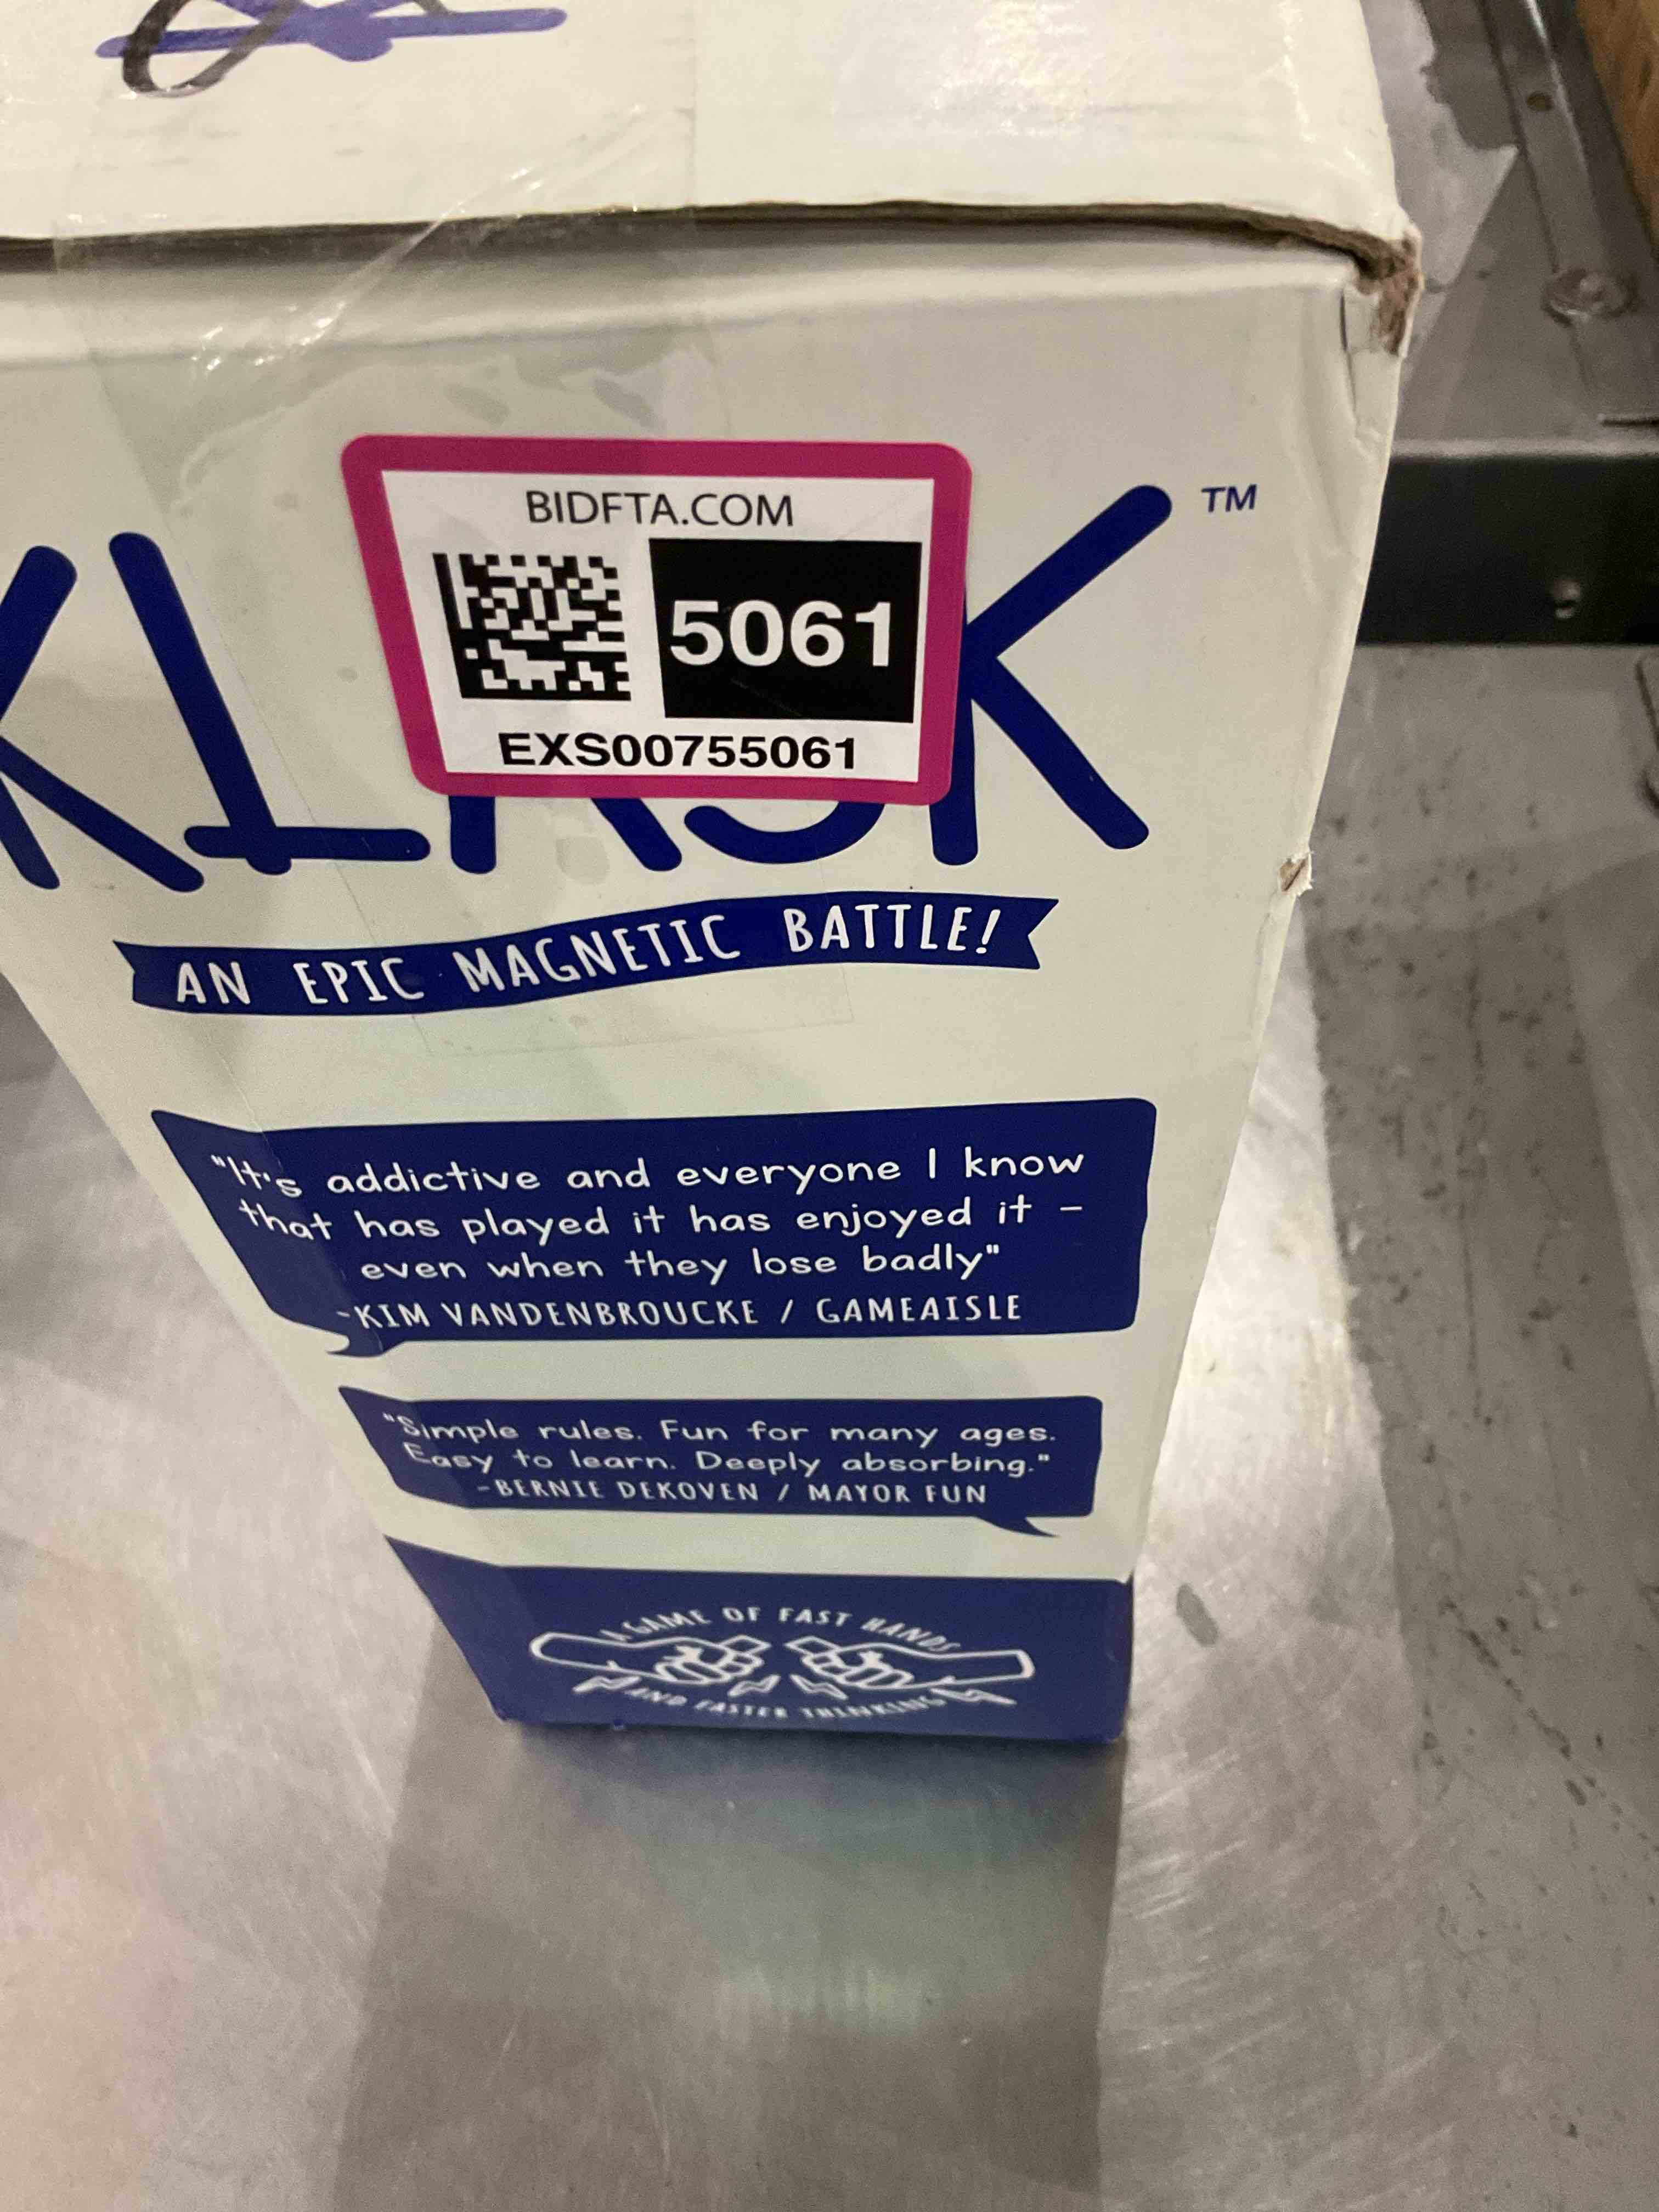 BIDFTA.COM
5061
EXS00755061
KLASK™
AN EPIC MAGNETIC BATTLE!
"It's addictive and everyone I know
that has played it has enjoyed it –
even when they lose badly"
-KIM VANDENBROUCKE / GAMEAISLE
"Simple rules. Fun for many ages.
Easy to learn. Deeply absorbing."
-BERNIE DEKOVEN / MAYOR FUN
A GAME OF FAST HANDS
AND FASTER THINKING